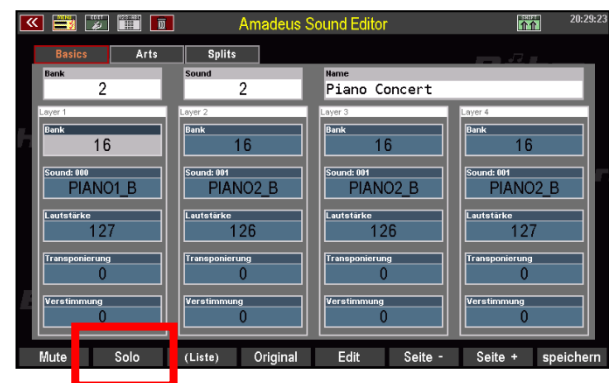 Amadeus Sound Editor
20:29:23
Basics Arts Splits
Bank Sound Name
2 2 Piano Concert
Layer 1 Layer 2 Layer 3 Layer 4
Bank Bank Bank Bank
16 16 16 16
Sound: 000 Sound: 001 Sound: 001 Sound: 001
PIANO1_B PIANO2_B PIANO2_B PIANO2_B
Lautstärke Lautstärke Lautstärke Lautstärke
127 126 126 127
Transponierung Transponierung Transponierung Transponierung
0 0 0 0
Verstimmung Verstimmung Verstimmung Verstimmung
0 0 0 0
Mute Solo (Liste) Original Edit Seite - Seite + speichern